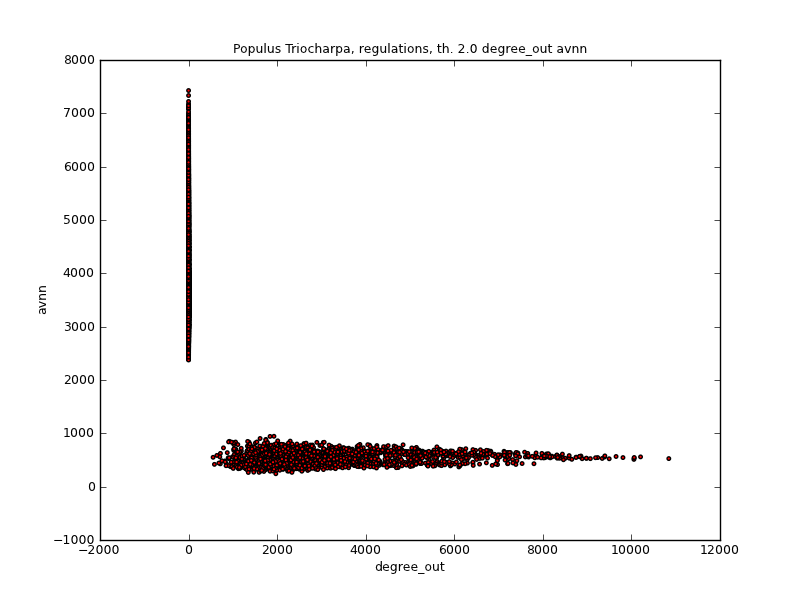 Populus Triocharpa, regulations, th. 2.0 degree_out avnn
8000
7000
6000
5000
4000
3000
2000
1000
0
−1000
avnn
−2000 0 2000 4000 6000 8000 10000 12000
degree_out